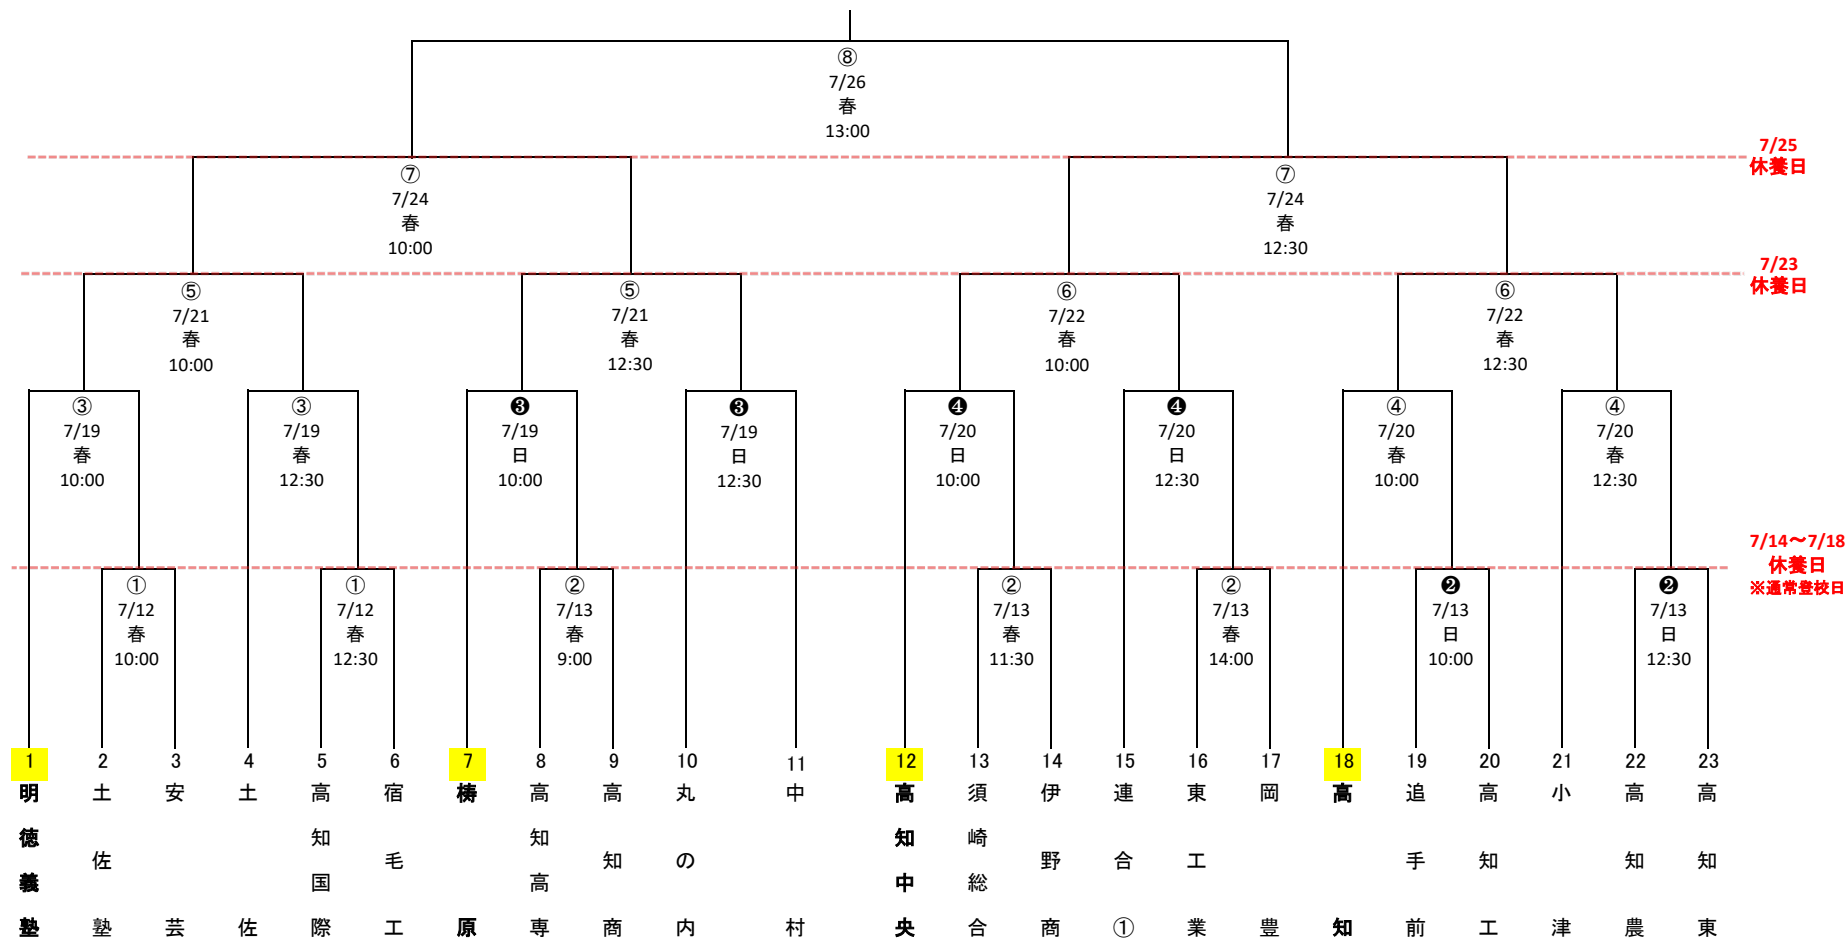 ⑧
7/26
春
13:00
7/25
休養日
⑦
7/24
春
10:00
⑦
7/24
春
12:30
7/23
休養日
⑤
7/21
春
10:00
⑤
7/21
春
12:30
⑥
7/22
春
10:00
⑥
7/22
春
12:30
③
7/19
春
10:00
③
7/19
春
12:30
❸
7/19
日
10:00
❸
7/19
日
12:30
❹
7/20
日
10:00
❹
7/20
日
12:30
④
7/20
春
10:00
④
7/20
春
12:30
7/14～7/18
休養日
※通常登校日
①
7/12
春
10:00
①
7/12
春
12:30
②
7/13
春
9:00
②
7/13
春
11:30
②
7/13
春
14:00
❷
7/13
日
10:00
❷
7/13
日
12:30
1
明徳義塾
2
土佐塾
3
安芸
4
土佐
5
高知国際
6
宿毛工
7
梼原
8
高知高専
9
高知商
10
丸の内
11
中村
12
高知中央
13
須崎総合
14
伊野商
15
連合①
16
東工業
17
岡豊
18
高知
19
追手前
20
高知工
21
小津
22
高知農
23
高知東